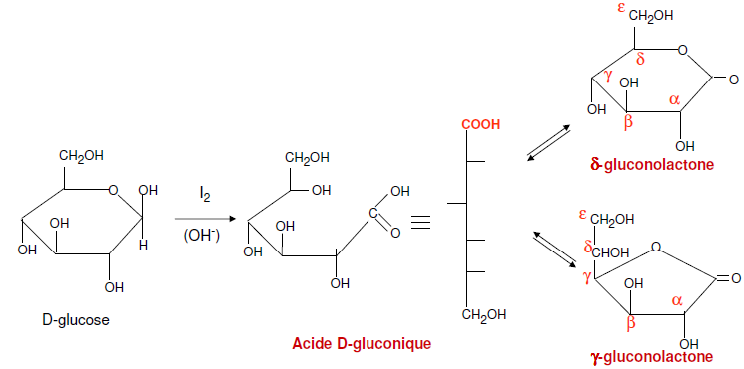 ε CH₂OH
O
δ
γ
OH
α
O
OH
β
OH
δ-gluconolactone
COOH
CH₂OH
O
OH
OH
OH
H
OH
D-glucose
I₂
(OH⁻)
CH₂OH
OH
OH
C
O
OH
OH
OH
Acide D-gluconique
CH₂OH
ε CH₂OH
δ CHOH
O
γ
OH
α
O
β
OH
γ-gluconolactone